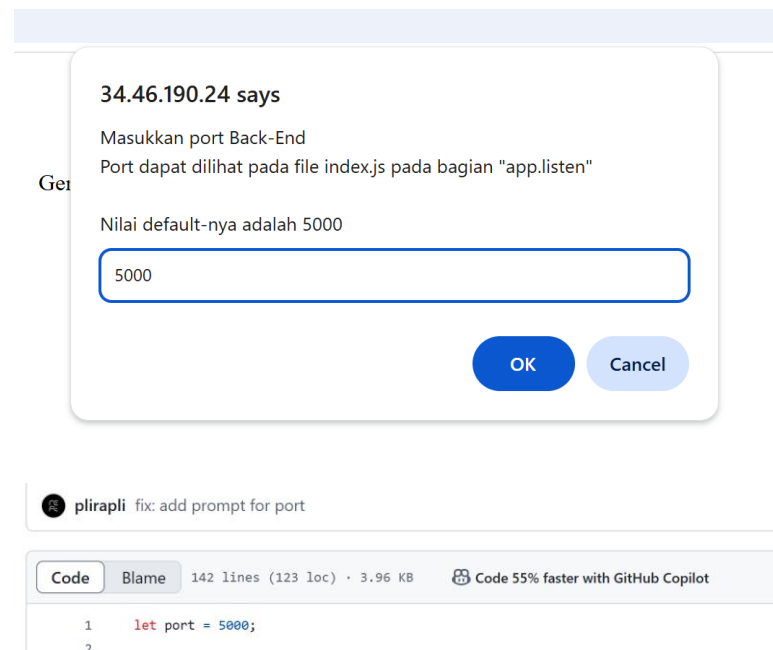 34.46.190.24 says
Masukkan port Back-End
Port dapat dilihat pada file index.js pada bagian "app.listen"
Ger
Nilai default-nya adalah 5000
5000
OK Cancel
plirapli fix: add prompt for port
Code Blame 142 lines (123 loc) · 3.96 KB Code 55% faster with GitHub Copilot
1 let port = 5000;
2